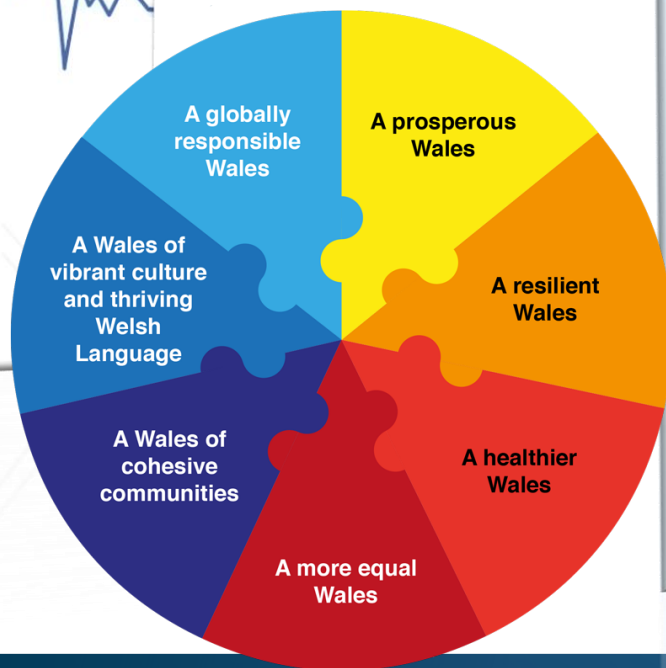 A prosperous
Wales
A resilient
Wales
A healthier
Wales
A more equal
Wales
A Wales of
cohesive
communities
A Wales of
vibrant culture
and thriving
Welsh
Language
A globally
responsible
Wales